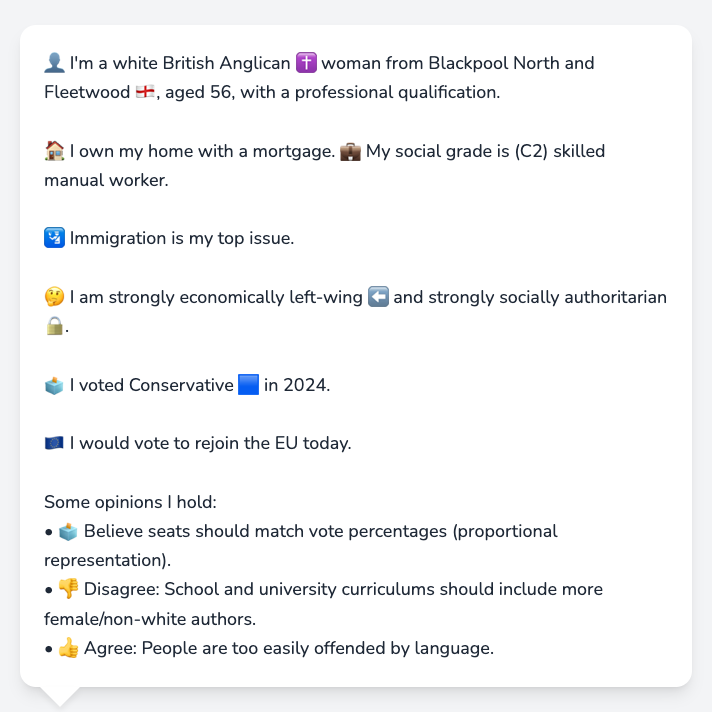 👤 I'm a white British Anglican ✝️ woman from Blackpool North and
Fleetwood 🏴󠁧󠁢󠁥󠁮󠁧󠁿, aged 56, with a professional qualification.
🏠 I own my home with a mortgage. 💼 My social grade is (C2) skilled
manual worker.
🛂 Immigration is my top issue.
🤔 I am strongly economically left-wing ⬅️ and strongly socially authoritarian
🔒.
🗳️ I voted Conservative 🟦 in 2024.
🇪🇺 I would vote to rejoin the EU today.
Some opinions I hold:
• 🗳️ Believe seats should match vote percentages (proportional
representation).
• 👎 Disagree: School and university curriculums should include more
female/non-white authors.
• 👍 Agree: People are too easily offended by language.